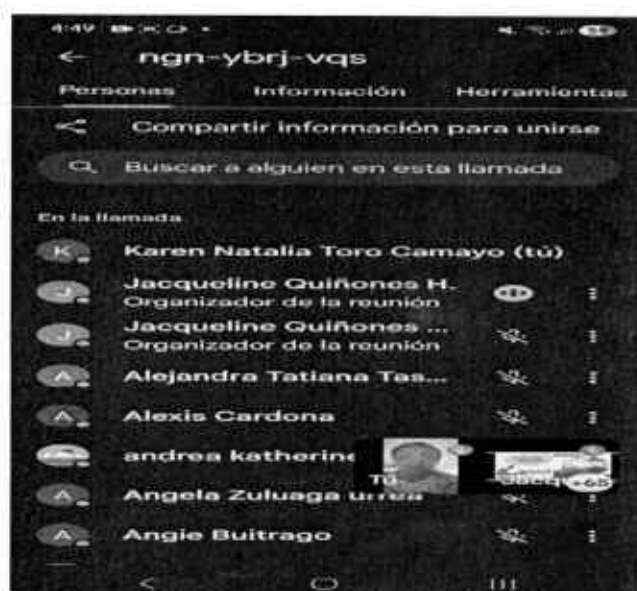 4:49
ngn-ybrj-vqs
Personas Información Herramientas
Compartir información para unirse
Buscar a alguien en esta llamada
En la llamada
K Karen Natalia Toro Camayo (tú)
J Jacqueline Quiñones H.
Organizador de la reunión
J Jacqueline Quiñones ...
Organizador de la reunión
A Alejandra Tatiana Tas...
A Alexis Cardona
andrea katherine
Tú Jacq +65
A Angela Zuluaga urrea
A Angie Buitrago